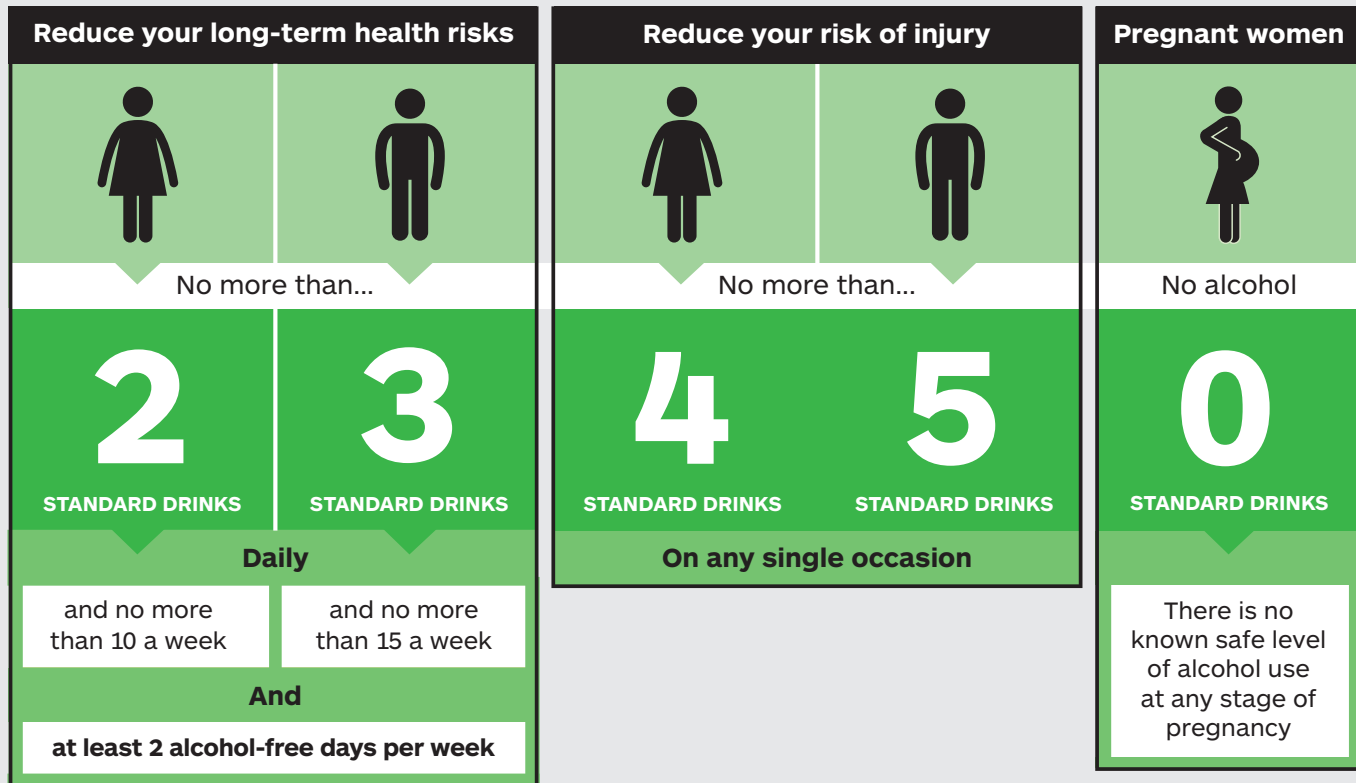 Reduce your long-term health risks
No more than...
2
STANDARD DRINKS
3
STANDARD DRINKS
Daily
and no more
than 10 a week
and no more
than 15 a week
And
at least 2 alcohol-free days per week
Reduce your risk of injury
No more than...
4
STANDARD DRINKS
5
STANDARD DRINKS
On any single occasion
Pregnant women
No alcohol
0
STANDARD DRINKS
There is no
known safe level
of alcohol use
at any stage of
pregnancy